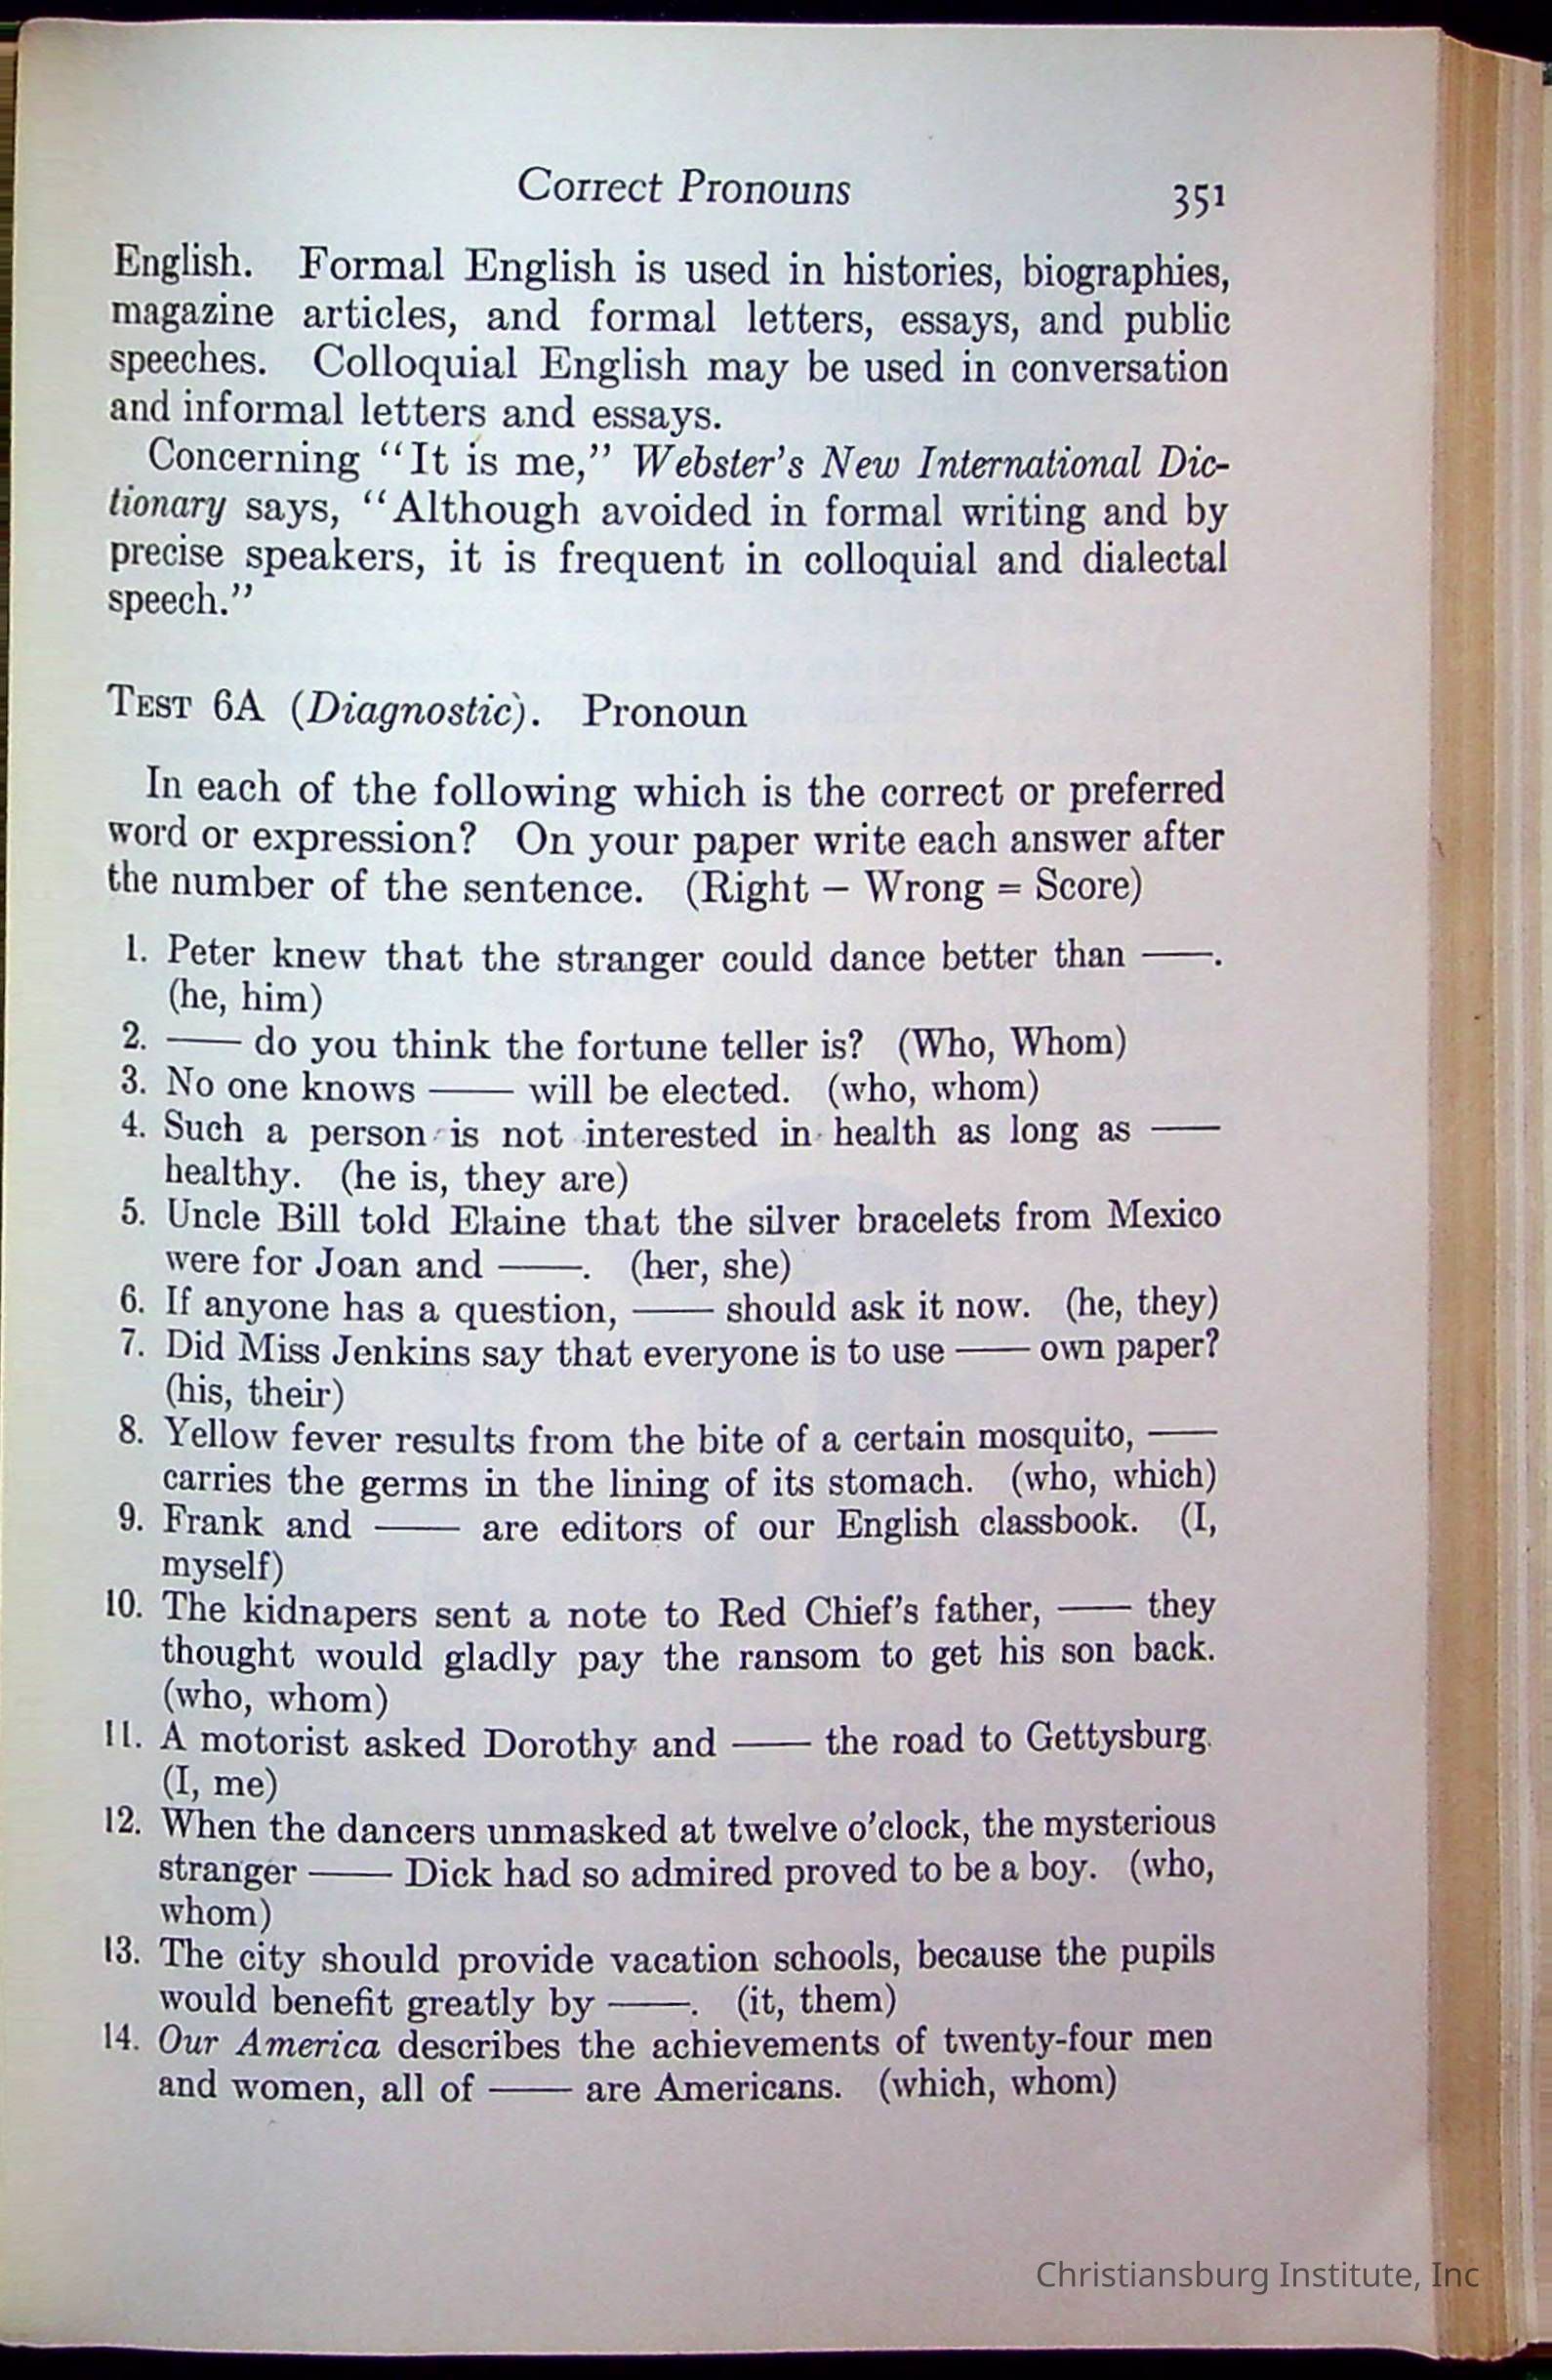 Correct Pronouns 351
English. Formal English is used in histories, biographies,
magazine articles, and formal letters, essays, and public
speeches. Colloquial English may be used in conversation
and informal letters and essays.
Concerning “It is me,” Webster’s New International Dic-
tionary says, “Although avoided in formal writing and by
precise speakers, it is frequent in colloquial and dialectal
speech.”
TEST 6A (Diagnostic). Pronoun
In each of the following which is the correct or preferred
word or expression? On your paper write each answer after
the number of the sentence. (Right – Wrong = Score)
1. Peter knew that the stranger could dance better than ——.
(he, him)
2. —— do you think the fortune teller is? (Who, Whom)
3. No one knows —— will be elected. (who, whom)
4. Such a person is not interested in health as long as ——
healthy. (he is, they are)
5. Uncle Bill told Elaine that the silver bracelets from Mexico
were for Joan and ——. (her, she)
6. If anyone has a question, —— should ask it now. (he, they)
7. Did Miss Jenkins say that everyone is to use —— own paper?
(his, their)
8. Yellow fever results from the bite of a certain mosquito, ——
carries the germs in the lining of its stomach. (who, which)
9. Frank and —— are editors of our English classbook. (I,
myself)
10. The kidnapers sent a note to Red Chief’s father, —— they
thought would gladly pay the ransom to get his son back.
(who, whom)
11. A motorist asked Dorothy and —— the road to Gettysburg.
(I, me)
12. When the dancers unmasked at twelve o’clock, the mysterious
stranger —— Dick had so admired proved to be a boy. (who,
whom)
13. The city should provide vacation schools, because the pupils
would benefit greatly by ——. (it, them)
14. Our America describes the achievements of twenty-four men
and women, all of —— are Americans. (which, whom)
Christiansburg Institute, Inc